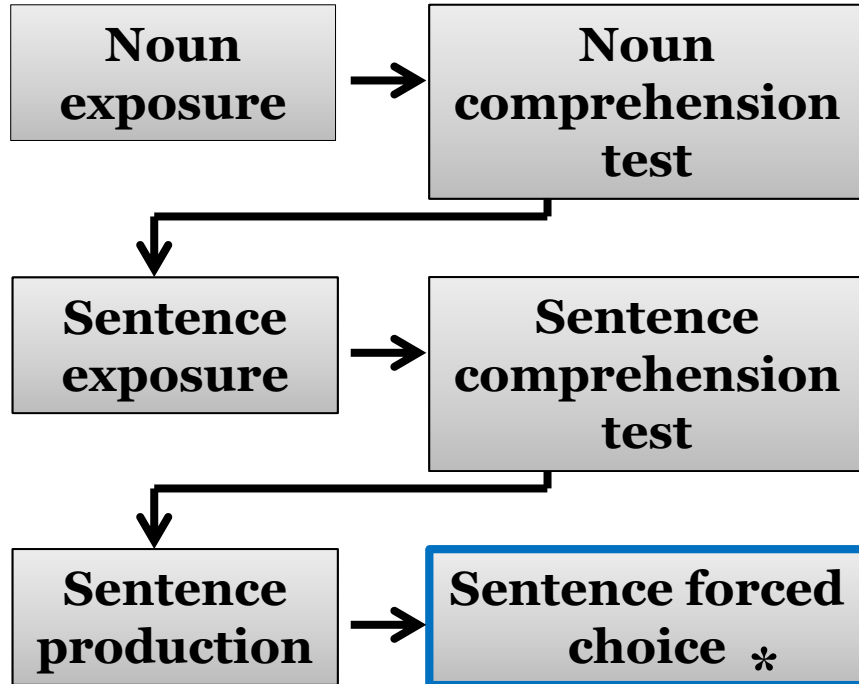 Noun
exposure
Noun
comprehension
test
Sentence
exposure
Sentence
comprehension
test
Sentence
production
Sentence forced
choice *